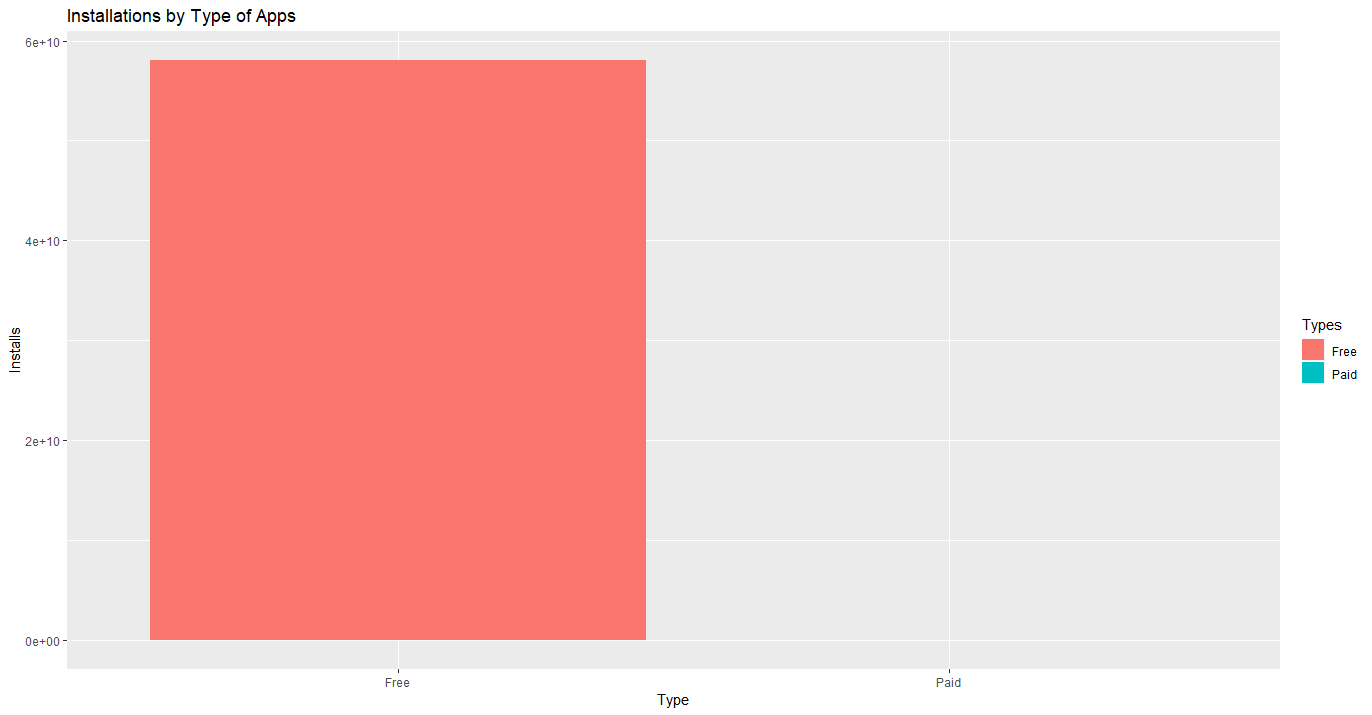 Installations by Type of Apps
6e+10
4e+10
2e+10
0e+00
Installs
Free
Paid
Type
Types
Free
Paid